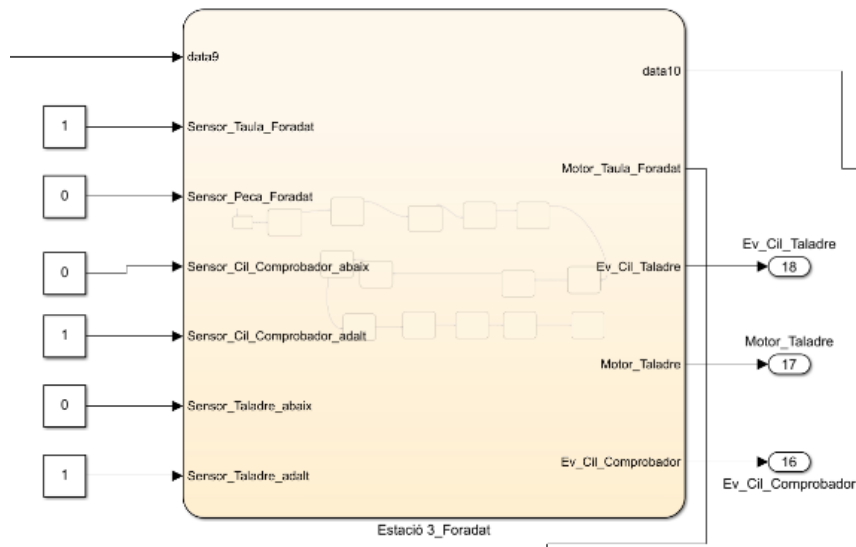 data9
data10
1
Sensor_Taula_Foradat
Motor_Taula_Foradat
0
Sensor_Peca_Foradat
Ev_Cil_Taladre
0
Sensor_Cil_Comprobador_abaix
Ev_Cil_Taladre
18
1
Sensor_Cil_Comprobador_adalt
Motor_Taladre
Motor_Taladre
17
0
Sensor_Taladre_abaix
1
Sensor_Taladre_adalt
Ev_Cil_Comprobador
16
Ev_Cil_Comprobador
Estació 3_Foradat